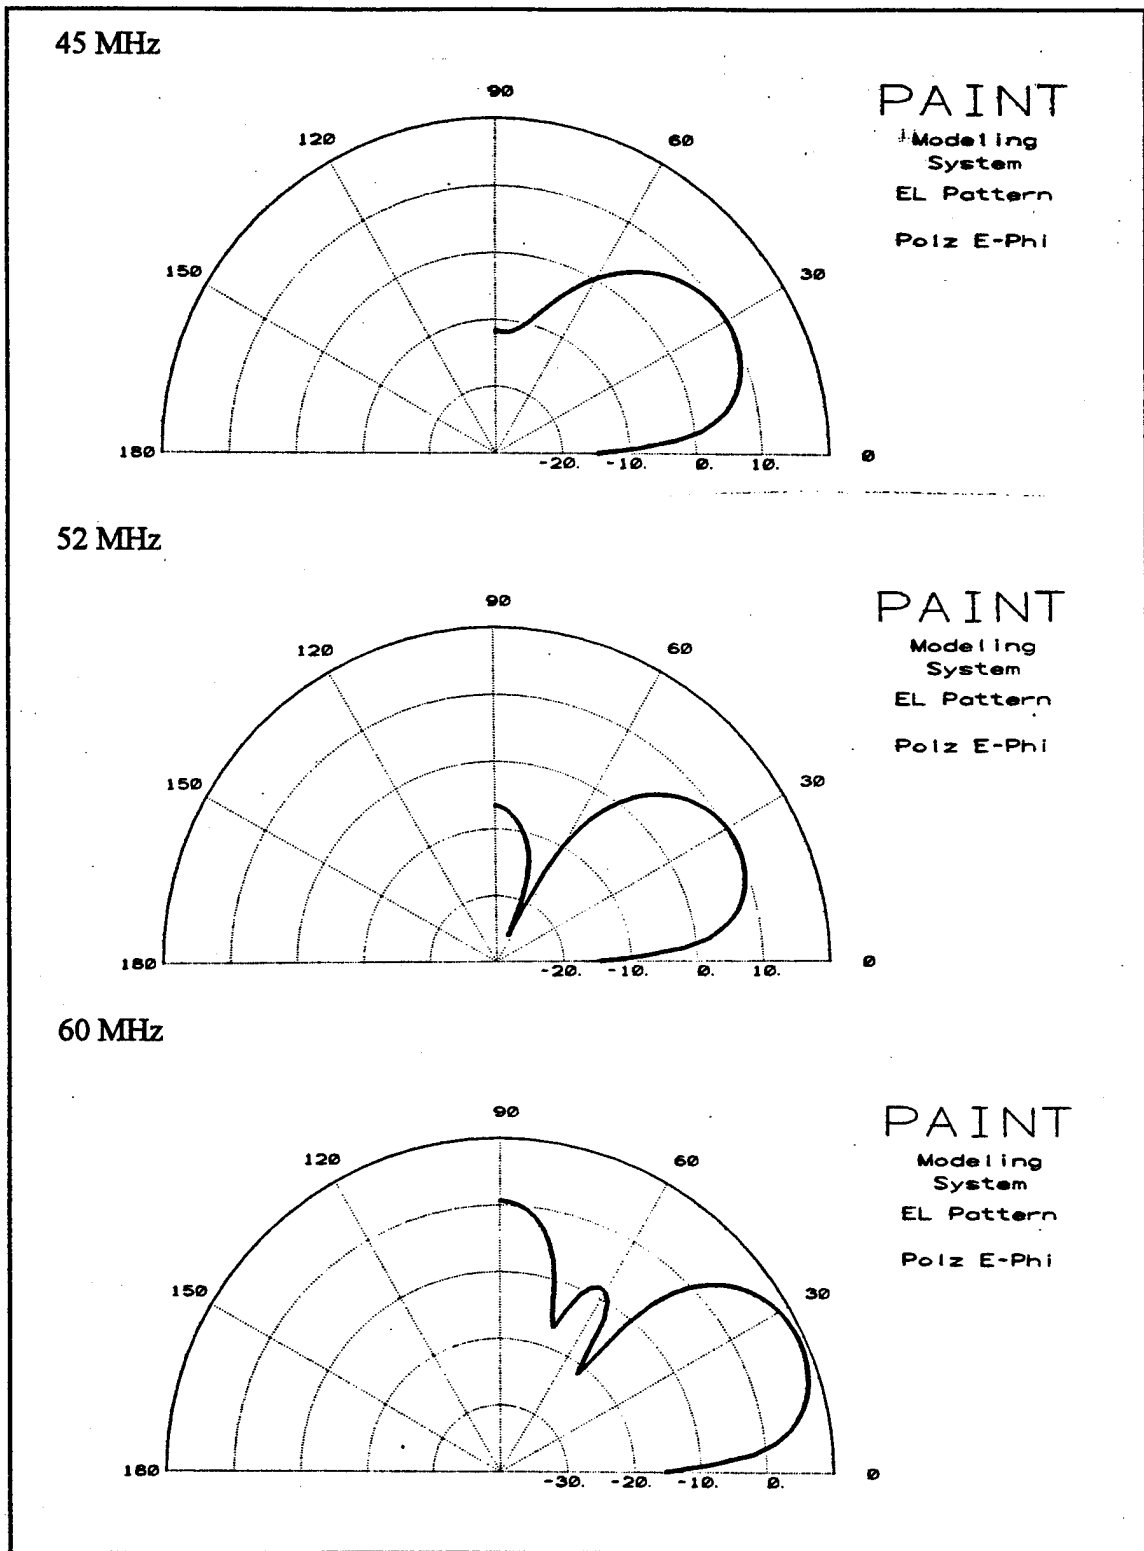 45 MHz
90
120
60
150
30
180
-20. -10. 0. 10.
0
PAINT
Modeling
System
EL Pattern
Polz E-Phi
52 MHz
90
120
60
150
30
180
-20. -10. 0. 10.
0
PAINT
Modeling
System
EL Pattern
Polz E-Phi
60 MHz
90
120
60
150
30
180
-30. -20. -10. 0.
0
PAINT
Modeling
System
EL Pattern
Polz E-Phi